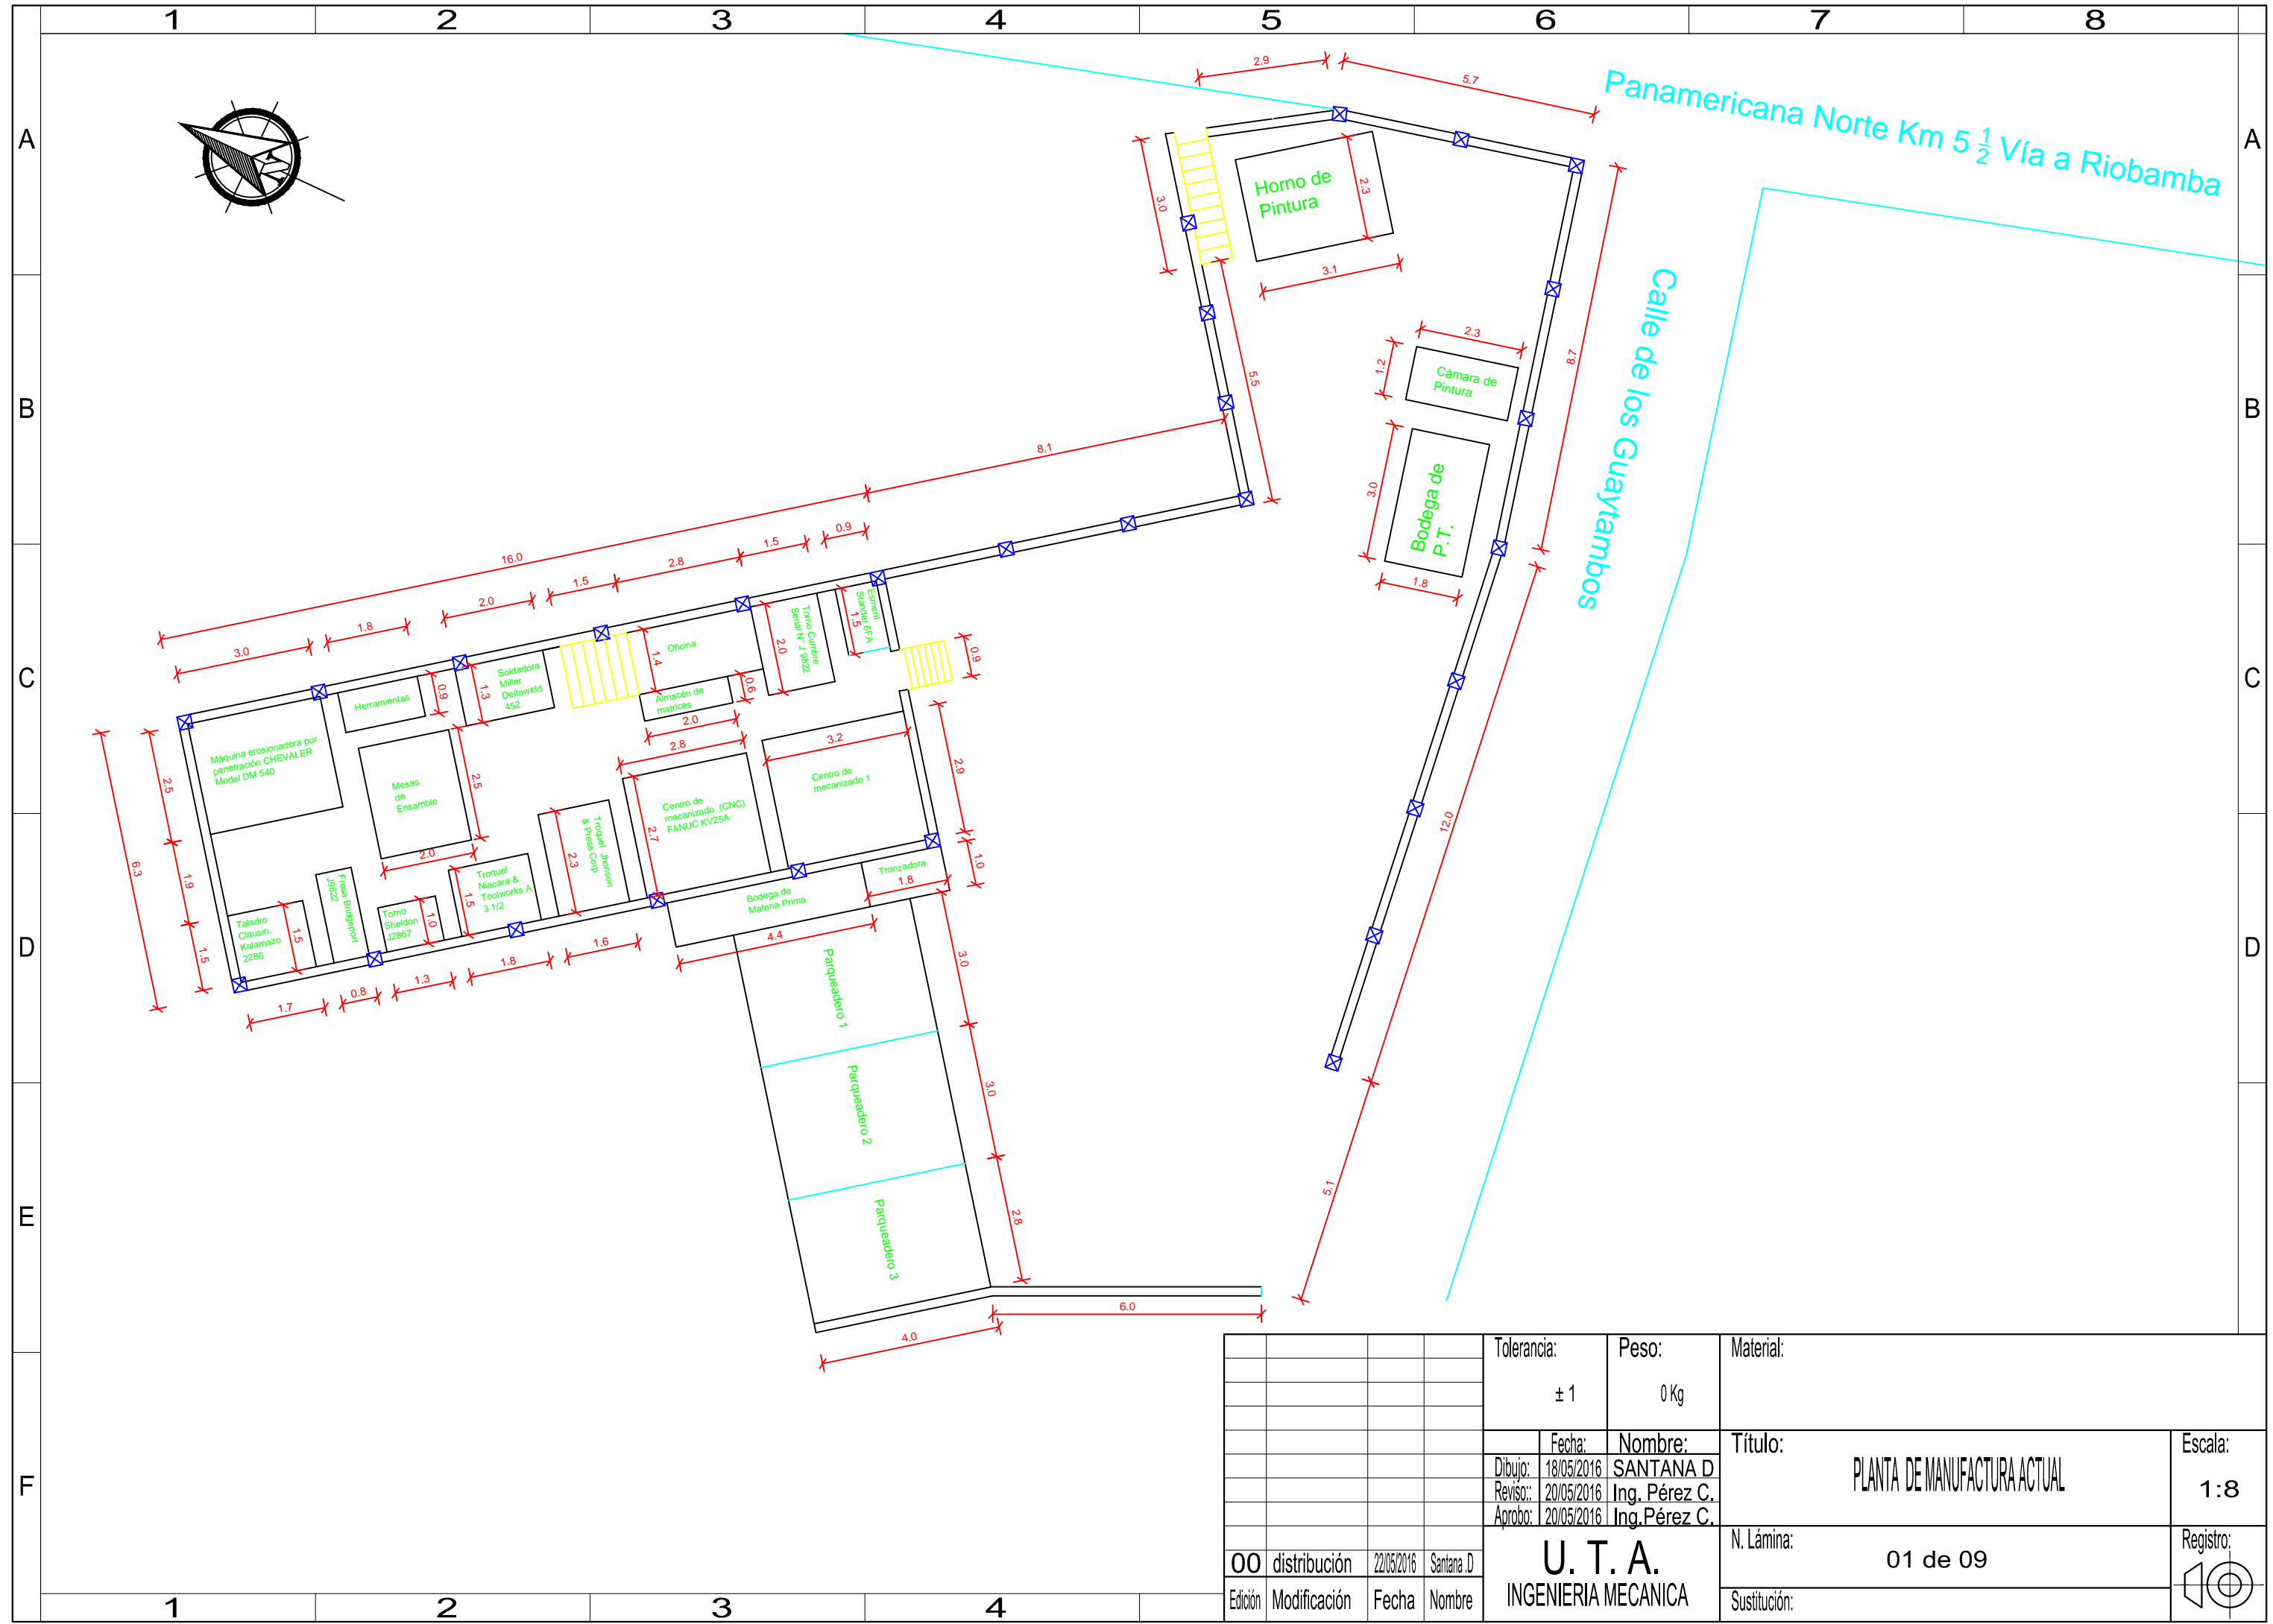 1 2 3 4 5 6 7 8
A A
B B
C C
D D
E
F
1 2 3 4
Panamericana Norte Km 5 1/2 Vía a Riobamba
Calle de los Guaytambos
2.9
5.7
3.0
Horno de
Pintura
2.3
3.1
5.5
8.7
2.3
1.2
Cámara de
Pintura
3.0
Bodega de
P.T.
1.8
12.0
5.1
8.1
16.0
3.0
1.8
2.0
1.5
2.8
1.5
0.9
Máquina erosionadora por
penetración CHEVALER
Model DM 540
Herramientas
0.9
1.3
Soldadora
Miller
Deltaweld
452
1.4
Oficina
Almacén de
matrices
0.6
2.0
2.0
Torno Cumbre
Serial N° J 9822
1.5
Esmeril
Standar 6FA
0.9
6.3
2.5
1.9
1.5
Mesas
de
Ensamble
2.5
2.0
2.8
2.7
Centro de
mecanizado (CNC)
FANUC KV25A
3.2
Centro de
mecanizado 1
2.9
1.0
Taladro
Clausin,
Kalamazo
2286
1.5
Fresa Bridgeport
J9822
Torno
Sheldon
J2867
1.0
1.5
Troquel
Niacara &
Toolworks A
3 1/2
2.3
Troquel Jhonson
& Press Corp
Bodega de
Materia Prima
Tronzadora
1.8
4.4
1.7
0.8
1.3
1.8
1.6
Parqueadero 1
Parqueadero 2
Parqueadero 3
3.0
3.0
2.8
6.0
4.0
Tolerancia:
± 1
Peso:
0 Kg
Material:
Fecha: Nombre:
Dibujo: 18/05/2016 SANTANA D
Reviso:: 20/05/2016 Ing. Pérez C.
Aprobo: 20/05/2016 Ing.Pérez C.
Título:
PLANTA DE MANUFACTURA ACTUAL
Escala:
1:8
U. T. A.
INGENIERIA MECANICA
N. Lámina:
01 de 09
Sustitución:
Registro:
00 distribución 22/05/2016 Santana .D
Edición Modificación Fecha Nombre